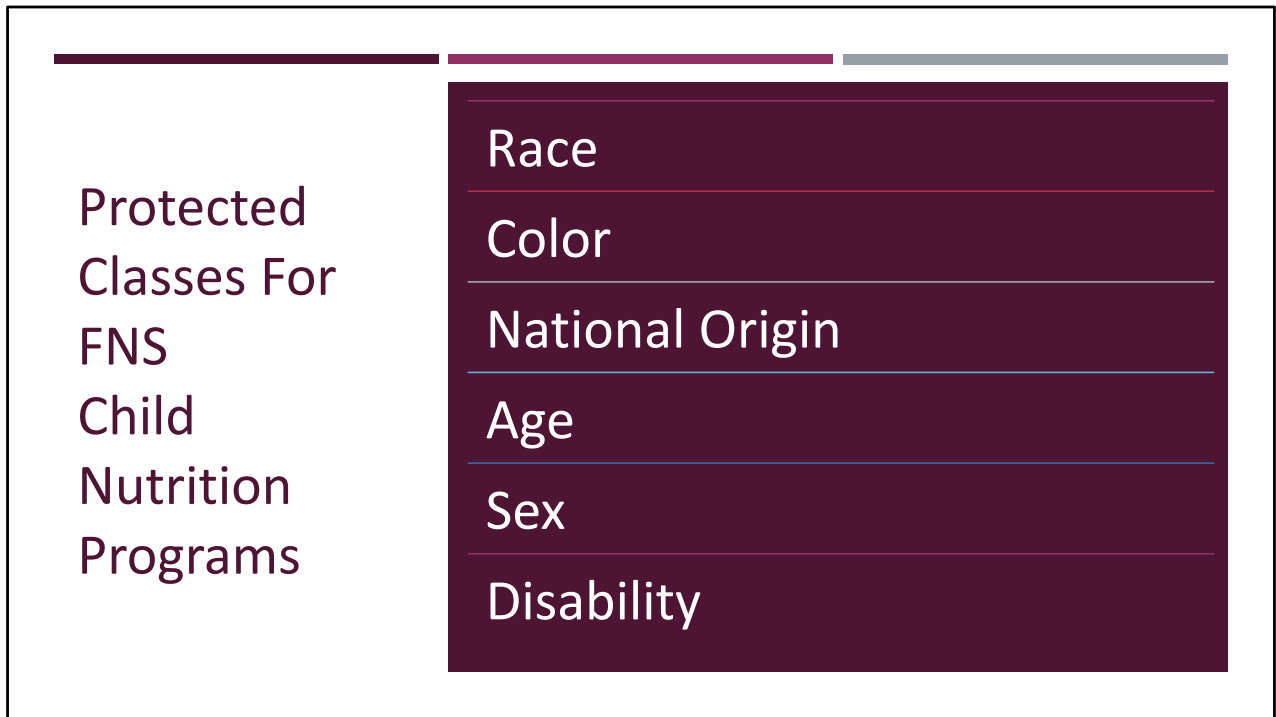 Protected
Classes For
FNS
Child
Nutrition
Programs
Race
Color
National Origin
Age
Sex
Disability